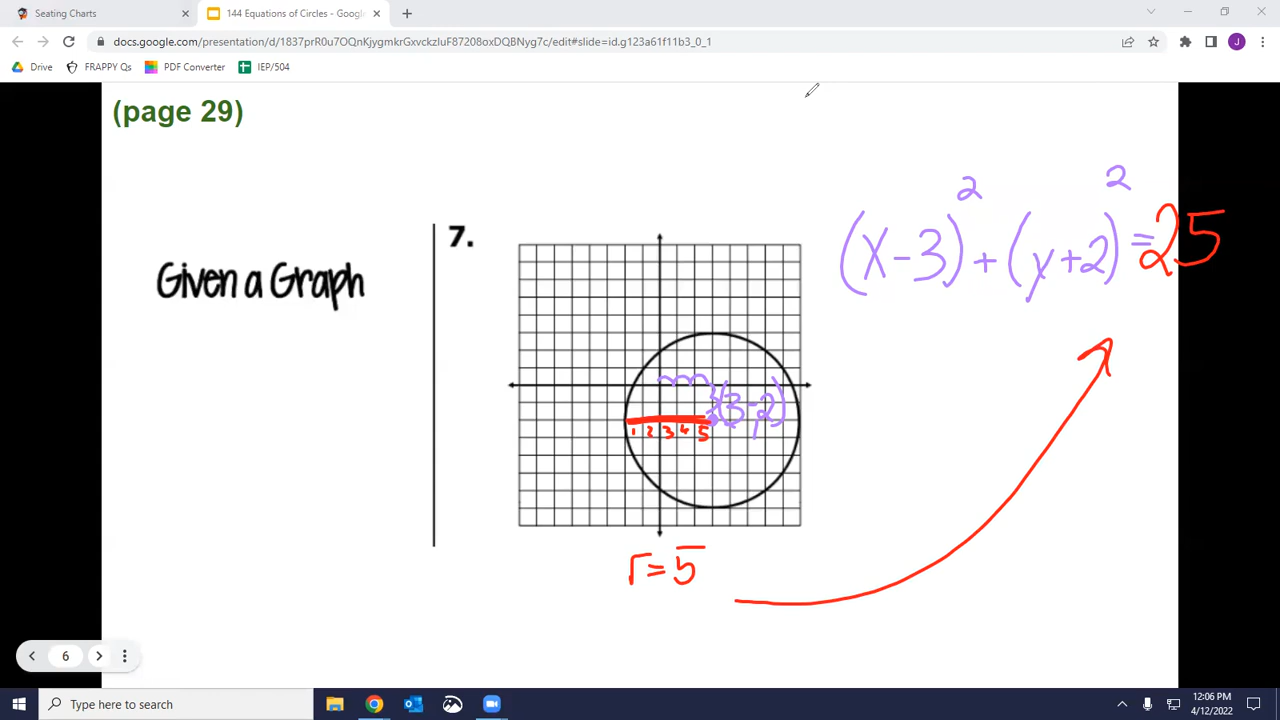 Seating Charts
144 Equations of Circles - Google
docs.google.com/presentation/d/1837prR0u7OQnKjygmkrGxvckzluF87208oxDQBNyg7c/edit#slide=id.g123a61f11b3_0_1
J
Drive FRAPPY Qs PDF Converter IEP/504
(page 29)
7.
Given a Graph
(x-3)² + (y+2)² = 25
(3,-2)
1 2 3 4 5
r = 5
6
Type here to search
12:06 PM
4/12/2022